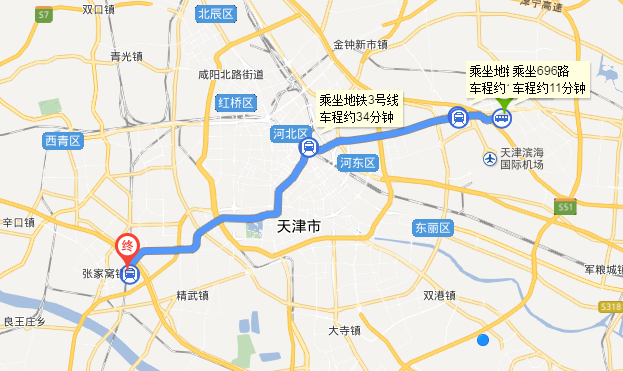 北辰区
漳宁高速
S7
双口镇
金钟新市镇
青光镇
咸阳北路街道
乘坐地铁
乘坐696路
车程约
车程约11分钟
乘坐地铁3号线
车程约34分钟
红桥区
河北区
西青区
河东区
天津滨海
国际机场
S51
辛口镇
天津市
东丽区
终
张家窝镇
军粮城镇
精武镇
双港镇
S318
良王庄乡
大寺镇